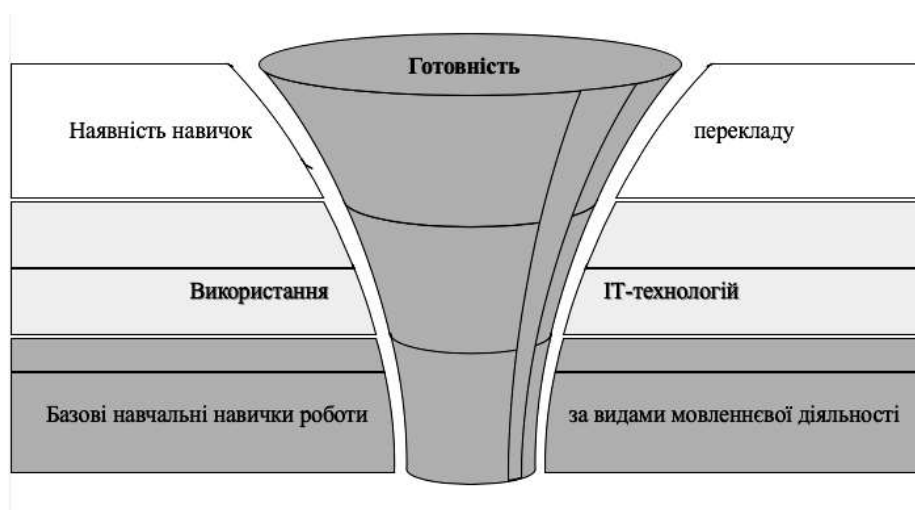 Готовність
Наявність навичок перекладу
Використання ІТ-технологій
Базові навчальні навички роботи за видами мовленнєвої діяльності